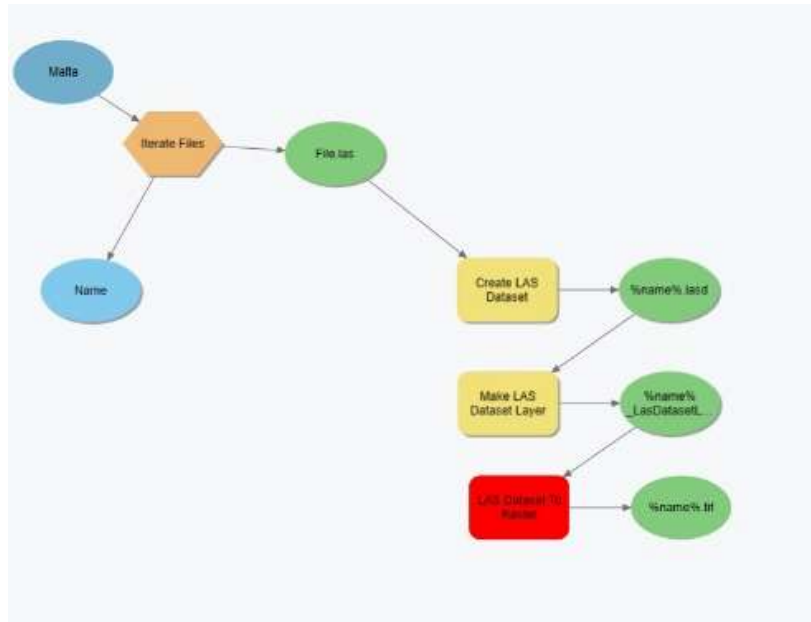 Malta
Iterate Files
File.las
Name
Create LAS
Dataset
%name%.lasd
Make LAS
Dataset Layer
%name%
_LasDatasetL...
LAS Dataset To
Raster
%name%.tif